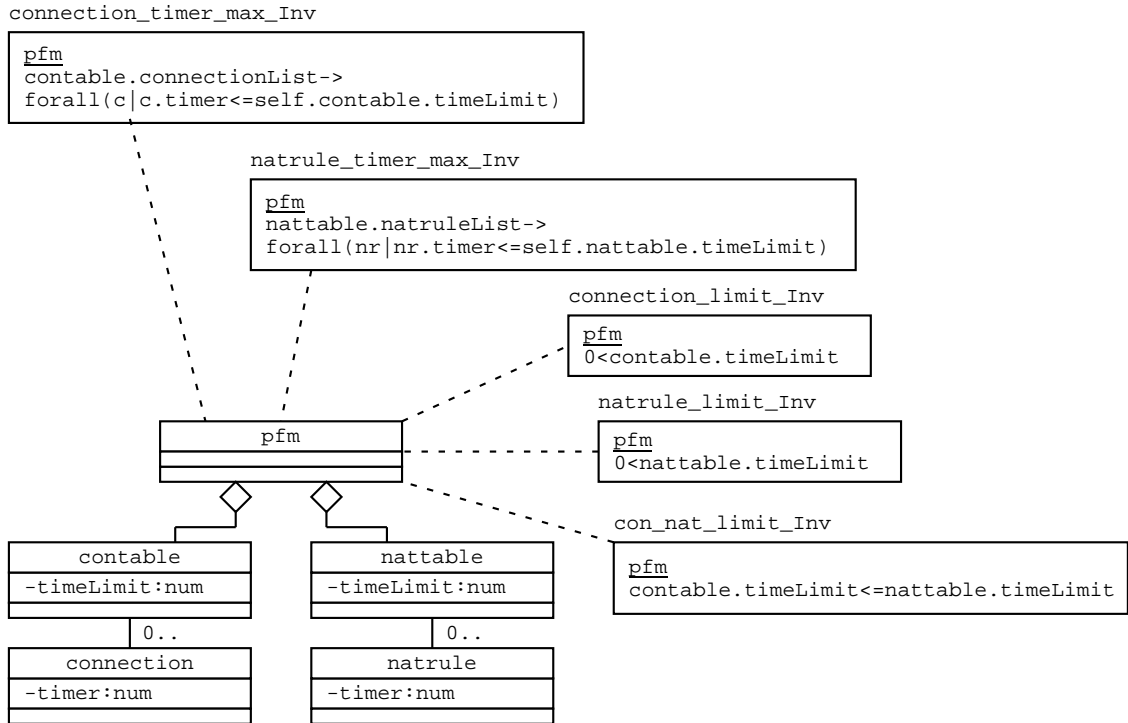 connection_timer_max_Inv
pfm
contable.connectionList->
forall(c|c.timer<=self.contable.timeLimit)
natrule_timer_max_Inv
pfm
nattable.natruleList->
forall(nr|nr.timer<=self.nattable.timeLimit)
connection_limit_Inv
pfm
0<contable.timeLimit
natrule_limit_Inv
pfm
0<nattable.timeLimit
pfm
con_nat_limit_Inv
pfm
contable.timeLimit<=nattable.timeLimit
contable
-timeLimit:num
nattable
-timeLimit:num
0..
0..
connection
-timer:num
natrule
-timer:num